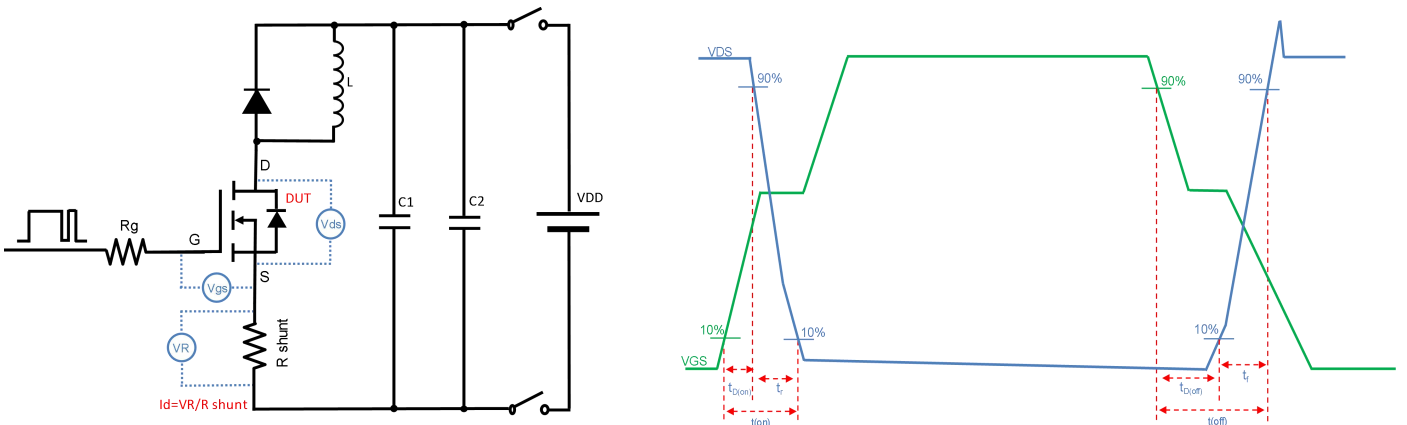 L
D
DUT
Vds
C1
C2
VDD
Rg
G
S
Vgs
VR
R shunt
Id=VR/R shunt
VDS
90%
90%
90%
10%
10%
10%
VGS
tD(on)
tr
t(on)
tD(off)
tf
t(off)